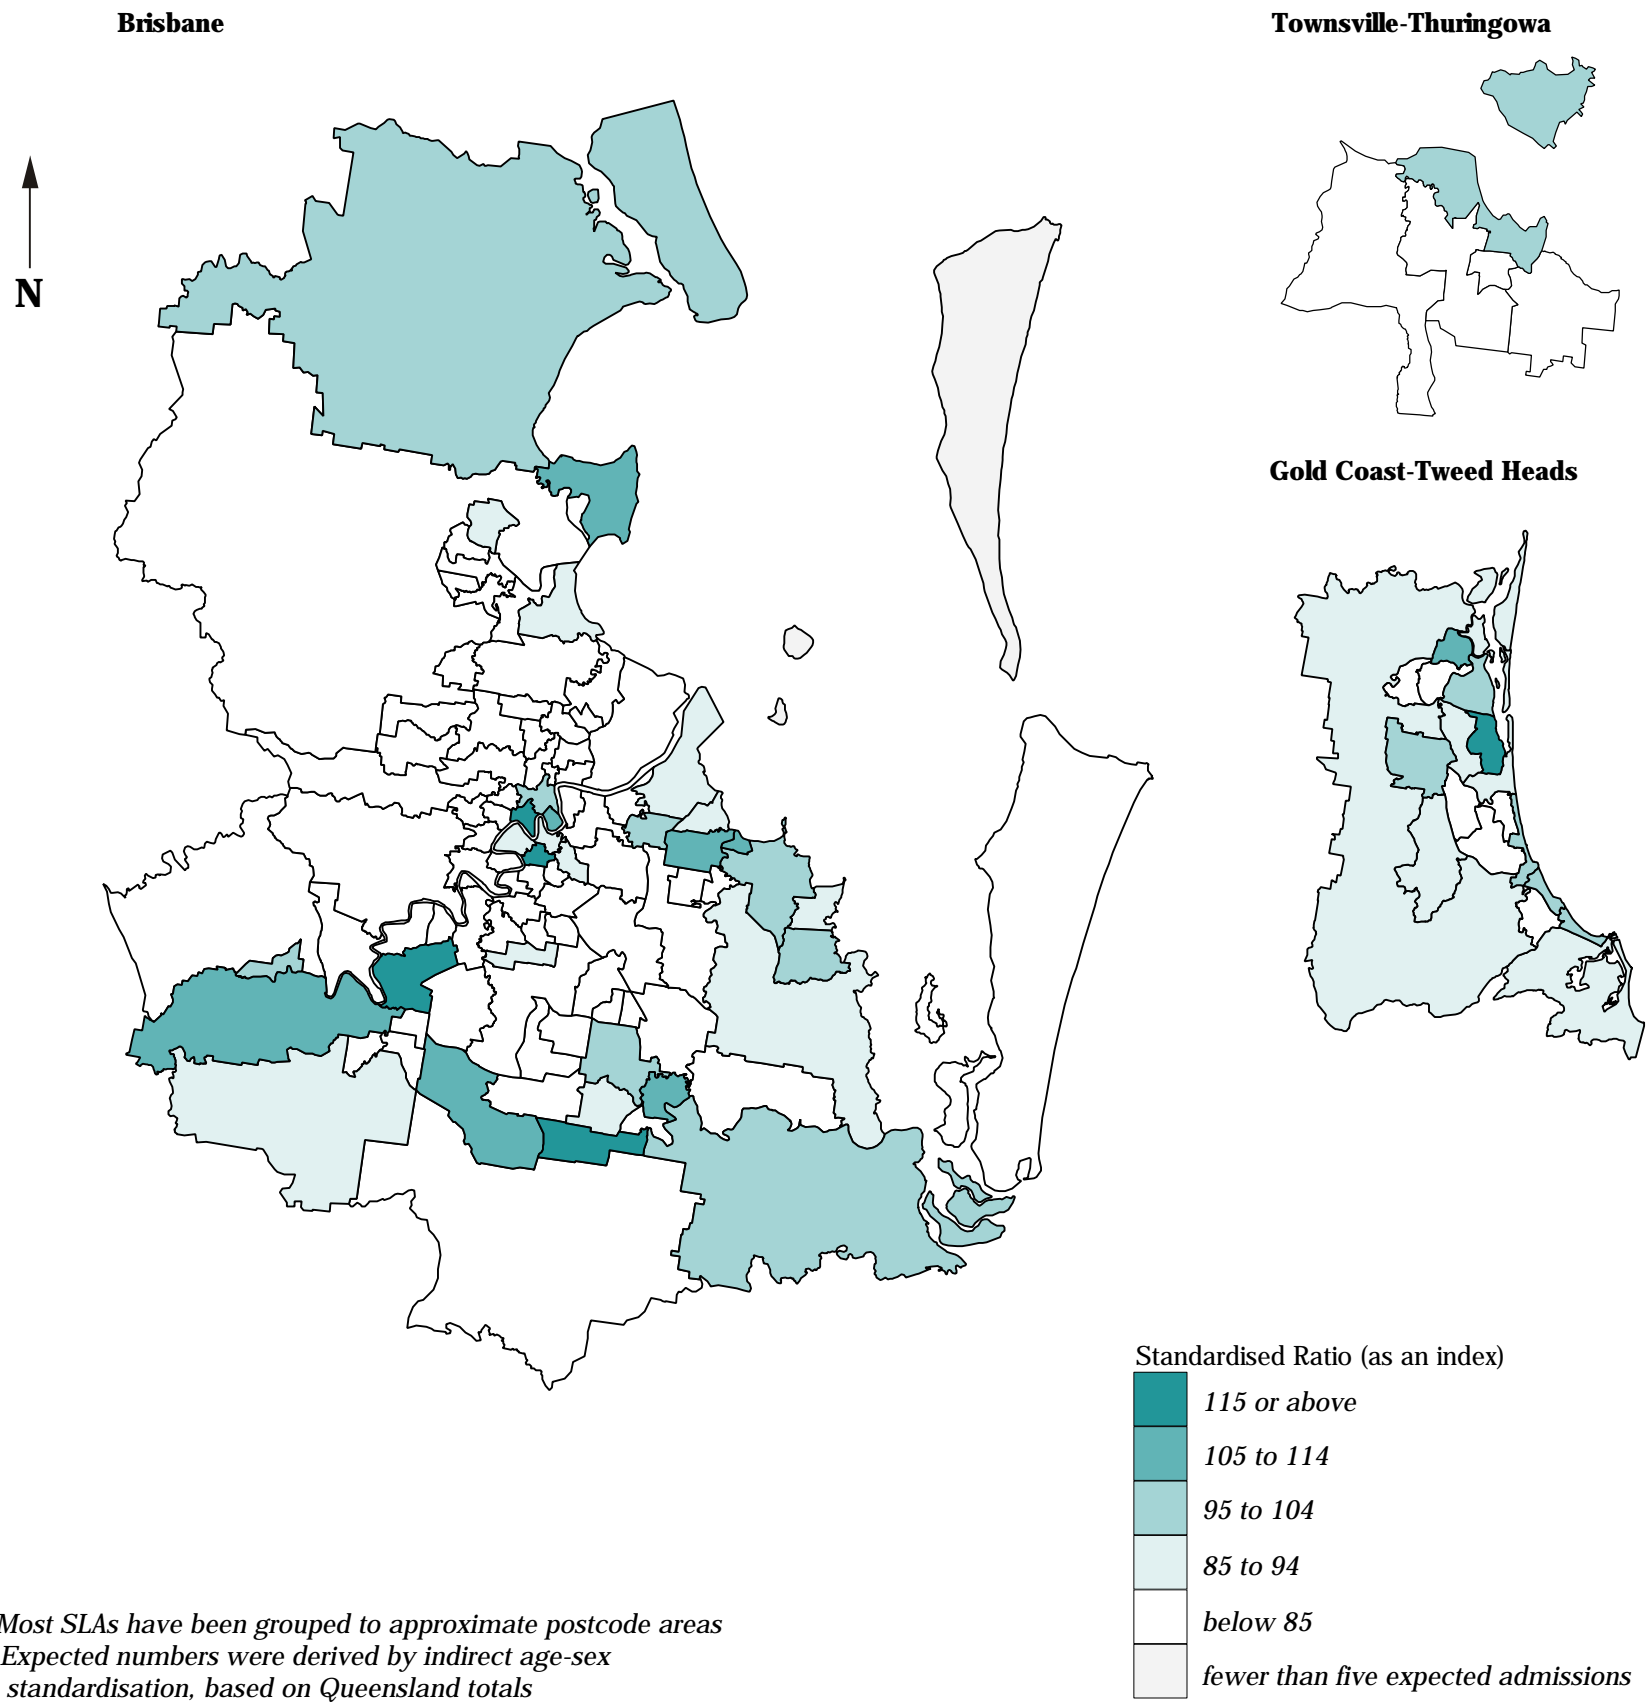 Brisbane
Townsville-Thuringowa
N
Gold Coast-Tweed Heads
Standardised Ratio (as an index)
115 or above
105 to 114
95 to 104
85 to 94
below 85
fewer than five expected admissions
Most SLAs have been grouped to approximate postcode areas
Expected numbers were derived by indirect age-sex
standardisation, based on Queensland totals